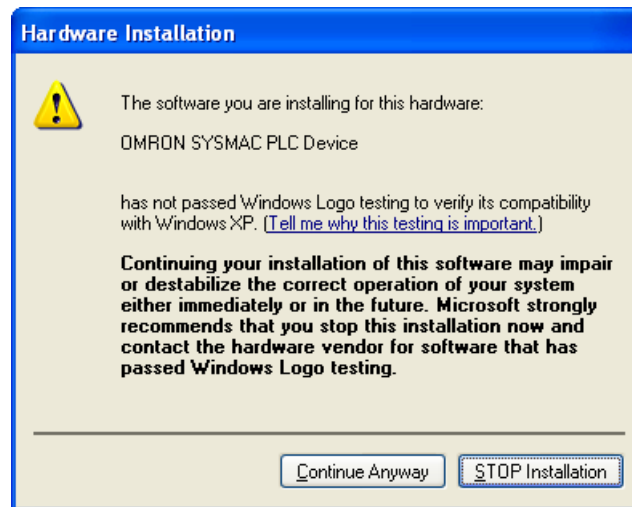 Hardware Installation
The software you are installing for this hardware:
OMRON SYSMAC PLC Device
has not passed Windows Logo testing to verify its compatibility
with Windows XP. (Tell me why this testing is important.)
Continuing your installation of this software may impair
or destabilize the correct operation of your system
either immediately or in the future. Microsoft strongly
recommends that you stop this installation now and
contact the hardware vendor for software that has
passed Windows Logo testing.
Continue Anyway
STOP Installation